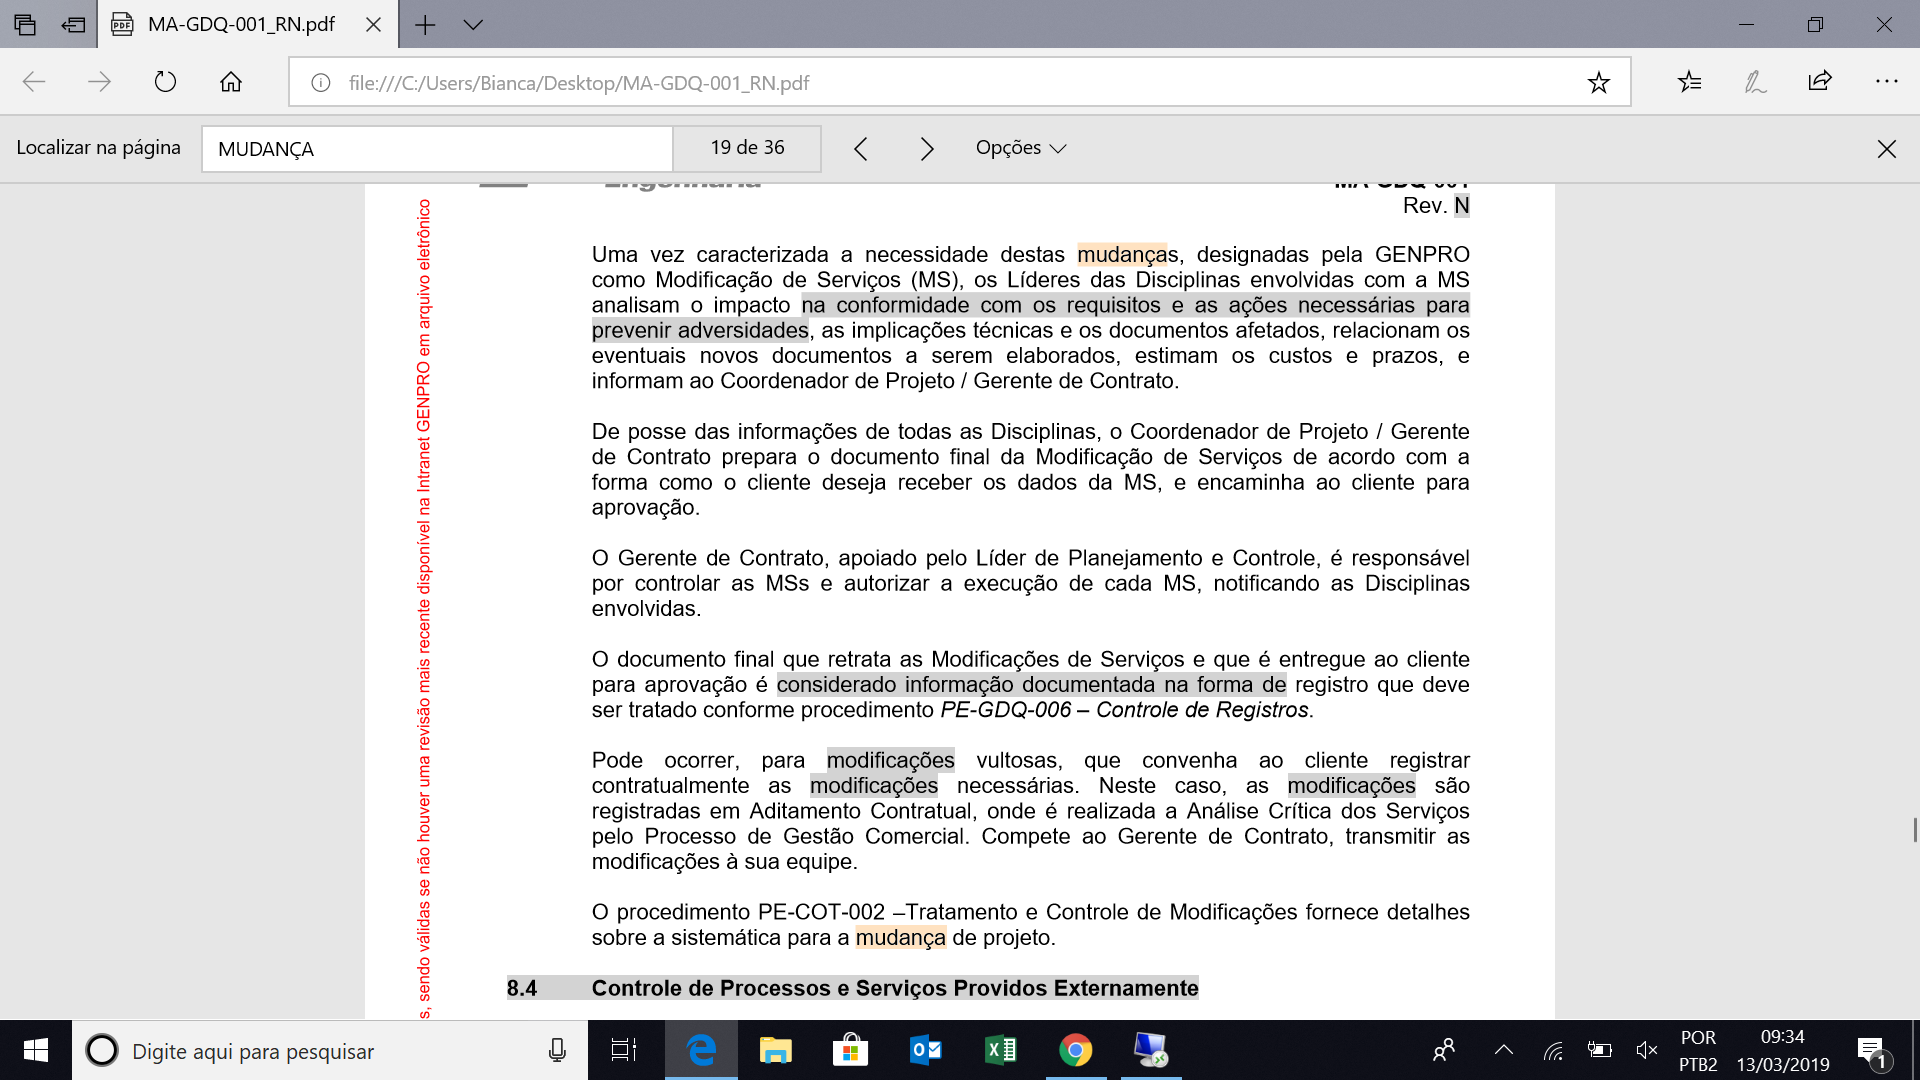 MA-GDQ-001_RN.pdf
file:///C:/Users/Bianca/Desktop/MA-GDQ-001_RN.pdf
Localizar na página
MUDANÇA
19 de 36
Opções
Engenharia
MA-GDQ-001
Rev. N
Uma vez caracterizada a necessidade destas mudanças, designadas pela GENPRO
como Modificação de Serviços (MS), os Líderes das Disciplinas envolvidas com a MS
analisam o impacto na conformidade com os requisitos e as ações necessárias para
prevenir adversidades, as implicações técnicas e os documentos afetados, relacionam os
eventuais novos documentos a serem elaborados, estimam os custos e prazos, e
informam ao Coordenador de Projeto / Gerente de Contrato.
De posse das informações de todas as Disciplinas, o Coordenador de Projeto / Gerente
de Contrato prepara o documento final da Modificação de Serviços de acordo com a
forma como o cliente deseja receber os dados da MS, e encaminha ao cliente para
aprovação.
O Gerente de Contrato, apoiado pelo Líder de Planejamento e Controle, é responsável
por controlar as MSs e autorizar a execução de cada MS, notificando as Disciplinas
envolvidas.
O documento final que retrata as Modificações de Serviços e que é entregue ao cliente
para aprovação é considerado informação documentada na forma de registro que deve
ser tratado conforme procedimento PE-GDQ-006 – Controle de Registros.
Pode ocorrer, para modificações vultosas, que convenha ao cliente registrar
contratualmente as modificações necessárias. Neste caso, as modificações são
registradas em Aditamento Contratual, onde é realizada a Análise Crítica dos Serviços
pelo Processo de Gestão Comercial. Compete ao Gerente de Contrato, transmitir as
modificações à sua equipe.
O procedimento PE-COT-002 –Tratamento e Controle de Modificações fornece detalhes
sobre a sistemática para a mudança de projeto.
8.4 Controle de Processos e Serviços Providos Externamente
s, sendo válidas se não houver uma revisão mais recente disponível na Intranet GENPRO em arquivo eletrônico
Digite aqui para pesquisar
POR
PTB2
09:34
13/03/2019
1